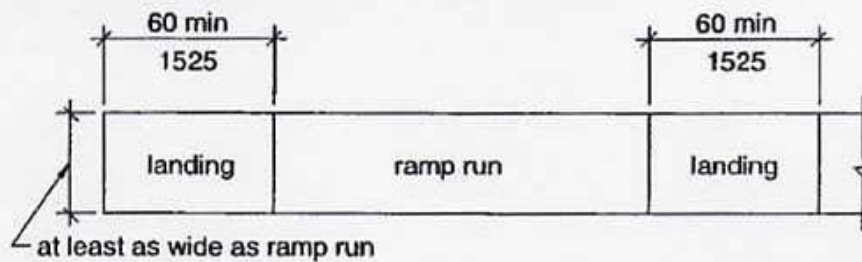 60 min
1525
60 min
1525
landing
ramp run
landing
at least as wide as ramp run